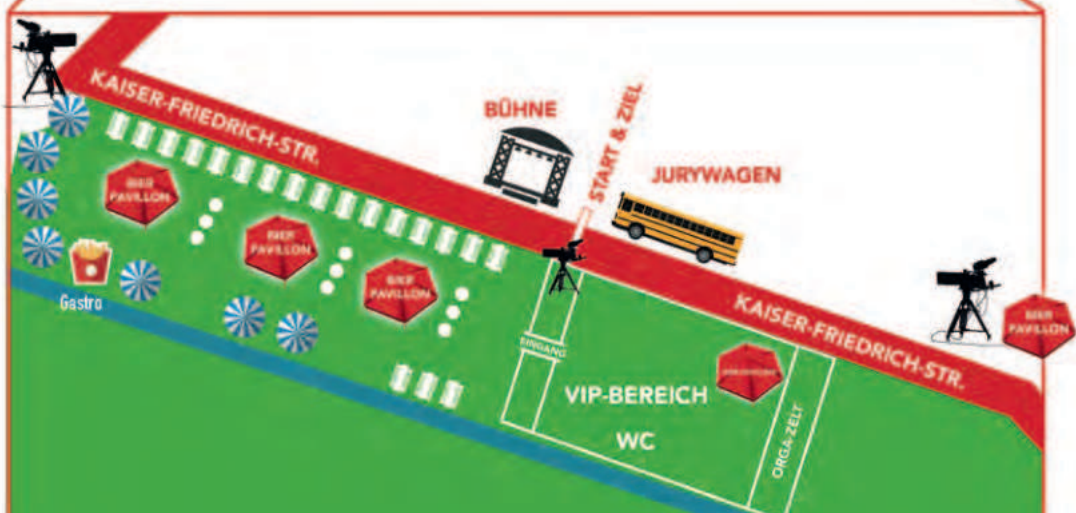 KAISER-FRIEDRICH-STR.
BÜHNE
START & ZIEL
JURYWAGEN
BIER
PAVILLON
BIER
PAVILLON
BIER
PAVILLON
Gastro
KAISER-FRIEDRICH-STR.
BIER
PAVILLON
EINGANG
VIP-BEREICH
WC
ORGA-ZELT